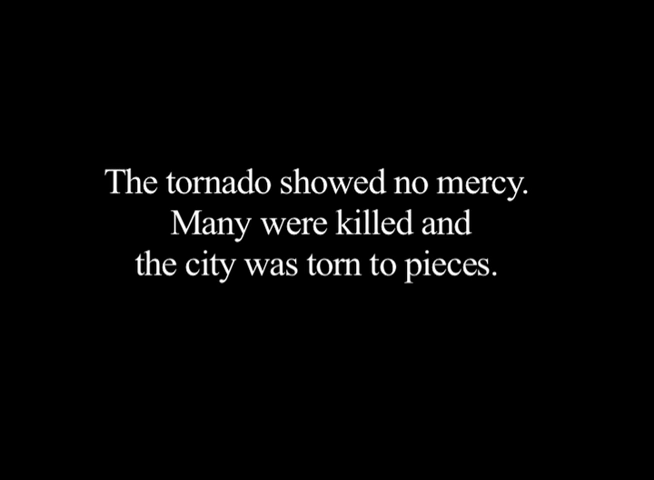 The tornado showed no mercy.
Many were killed and
the city was torn to pieces.